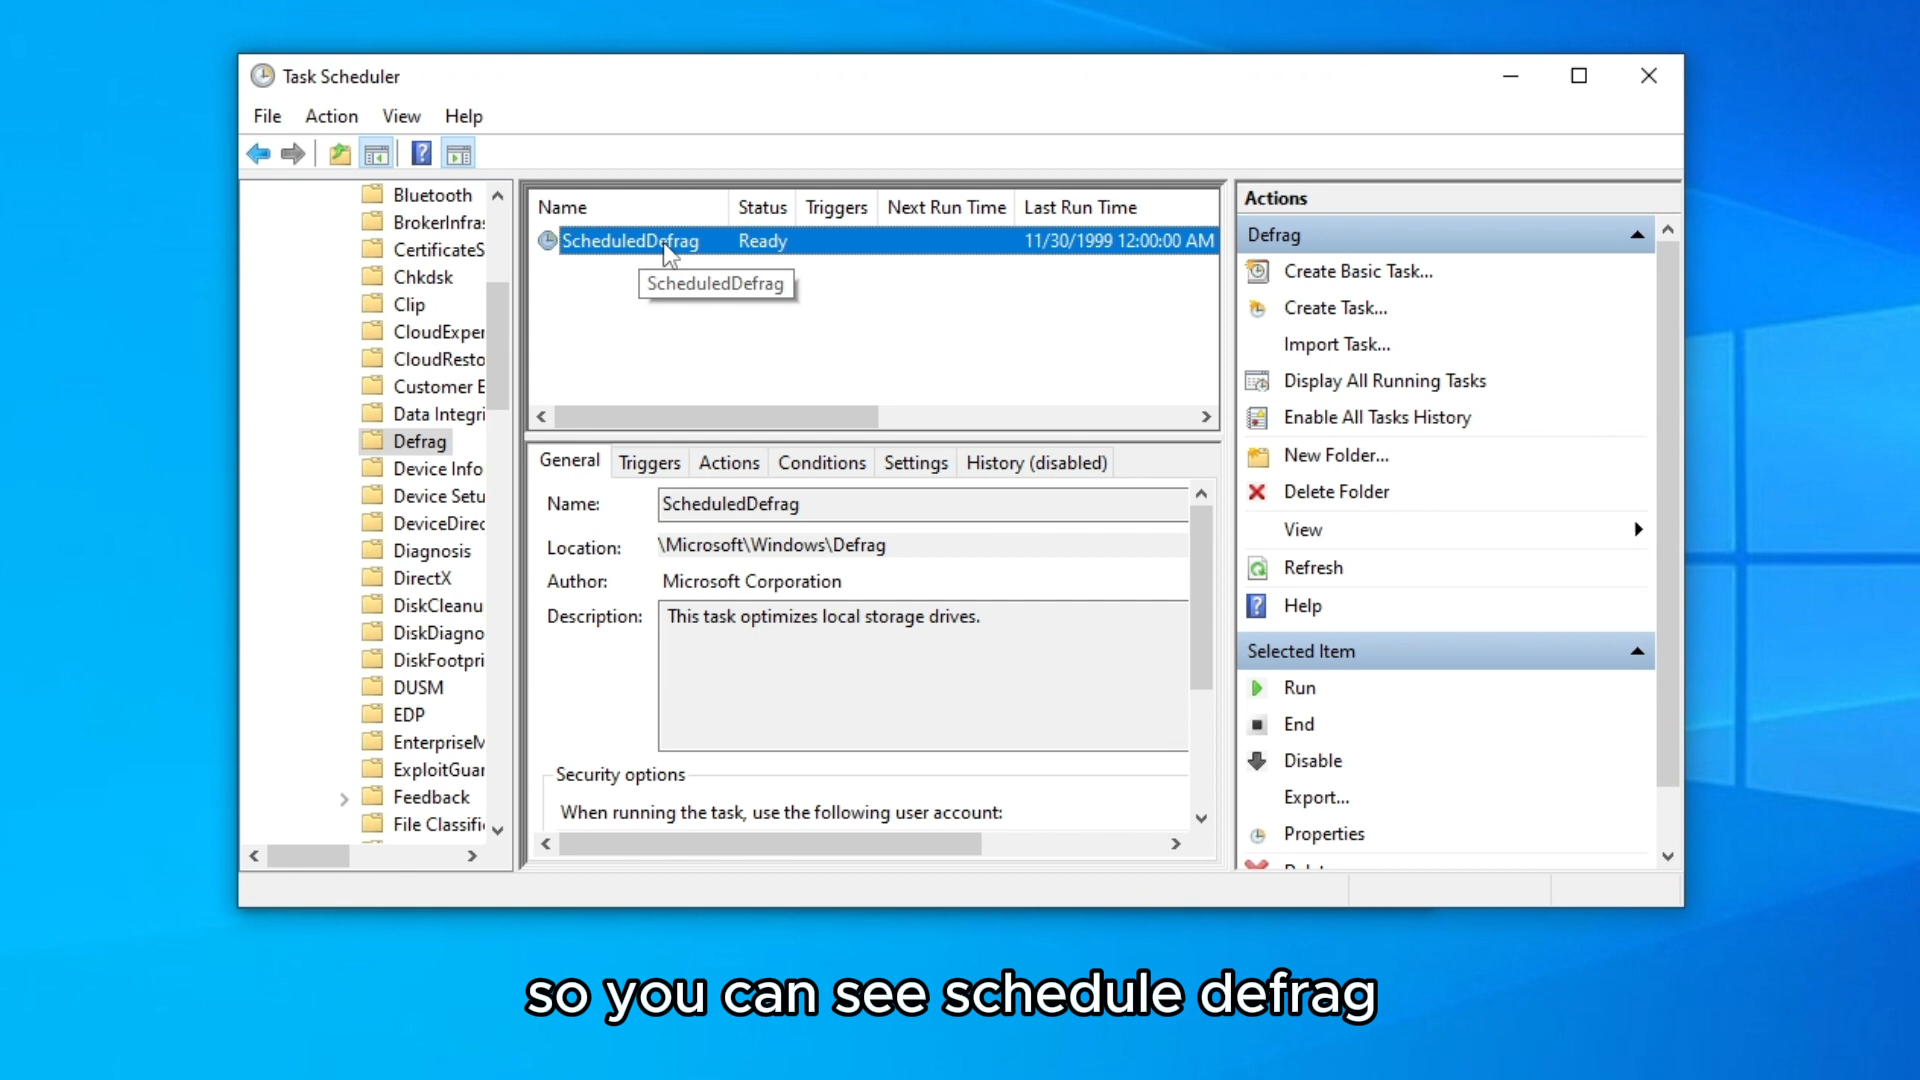 Task Scheduler
File Action View Help
Bluetooth
BrokerInfra
CertificateS
Chkdsk
Clip
CloudExper
CloudResto
Customer E
Data Integri
Defrag
Device Info
Device Setu
DeviceDirec
Diagnosis
DirectX
DiskCleanu
DiskDiagno
DiskFootpri
DUSM
EDP
EnterpriseM
ExploitGuar
Feedback
File Classifi
Name Status Triggers Next Run Time Last Run Time
ScheduledDefrag Ready 11/30/1999 12:00:00 AM
ScheduledDefrag
General Triggers Actions Conditions Settings History (disabled)
Name: ScheduledDefrag
Location: \Microsoft\Windows\Defrag
Author: Microsoft Corporation
Description: This task optimizes local storage drives.
Security options
When running the task, use the following user account:
Actions
Defrag
Create Basic Task...
Create Task...
Import Task...
Display All Running Tasks
Enable All Tasks History
New Folder...
Delete Folder
View
Refresh
Help
Selected Item
Run
End
Disable
Export...
Properties
so you can see schedule defrag